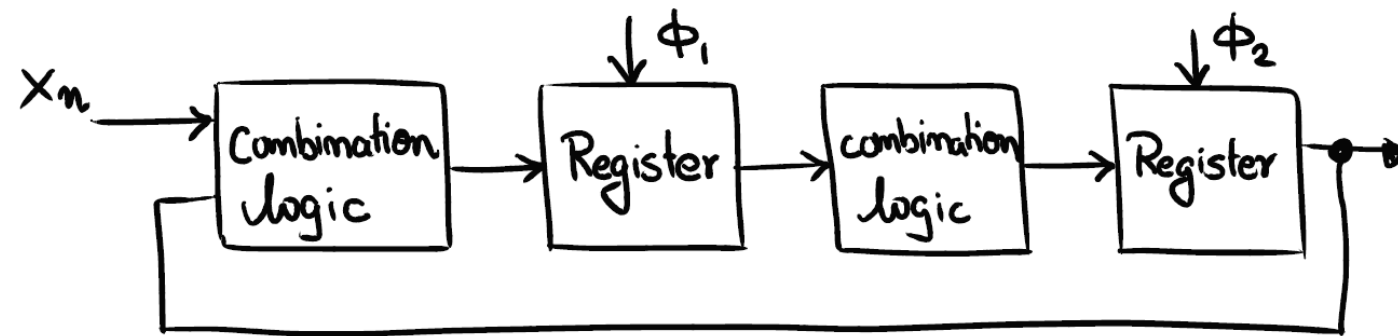 Xn
Combination
logic
ϕ1
Register
combination
logic
ϕ2
Register